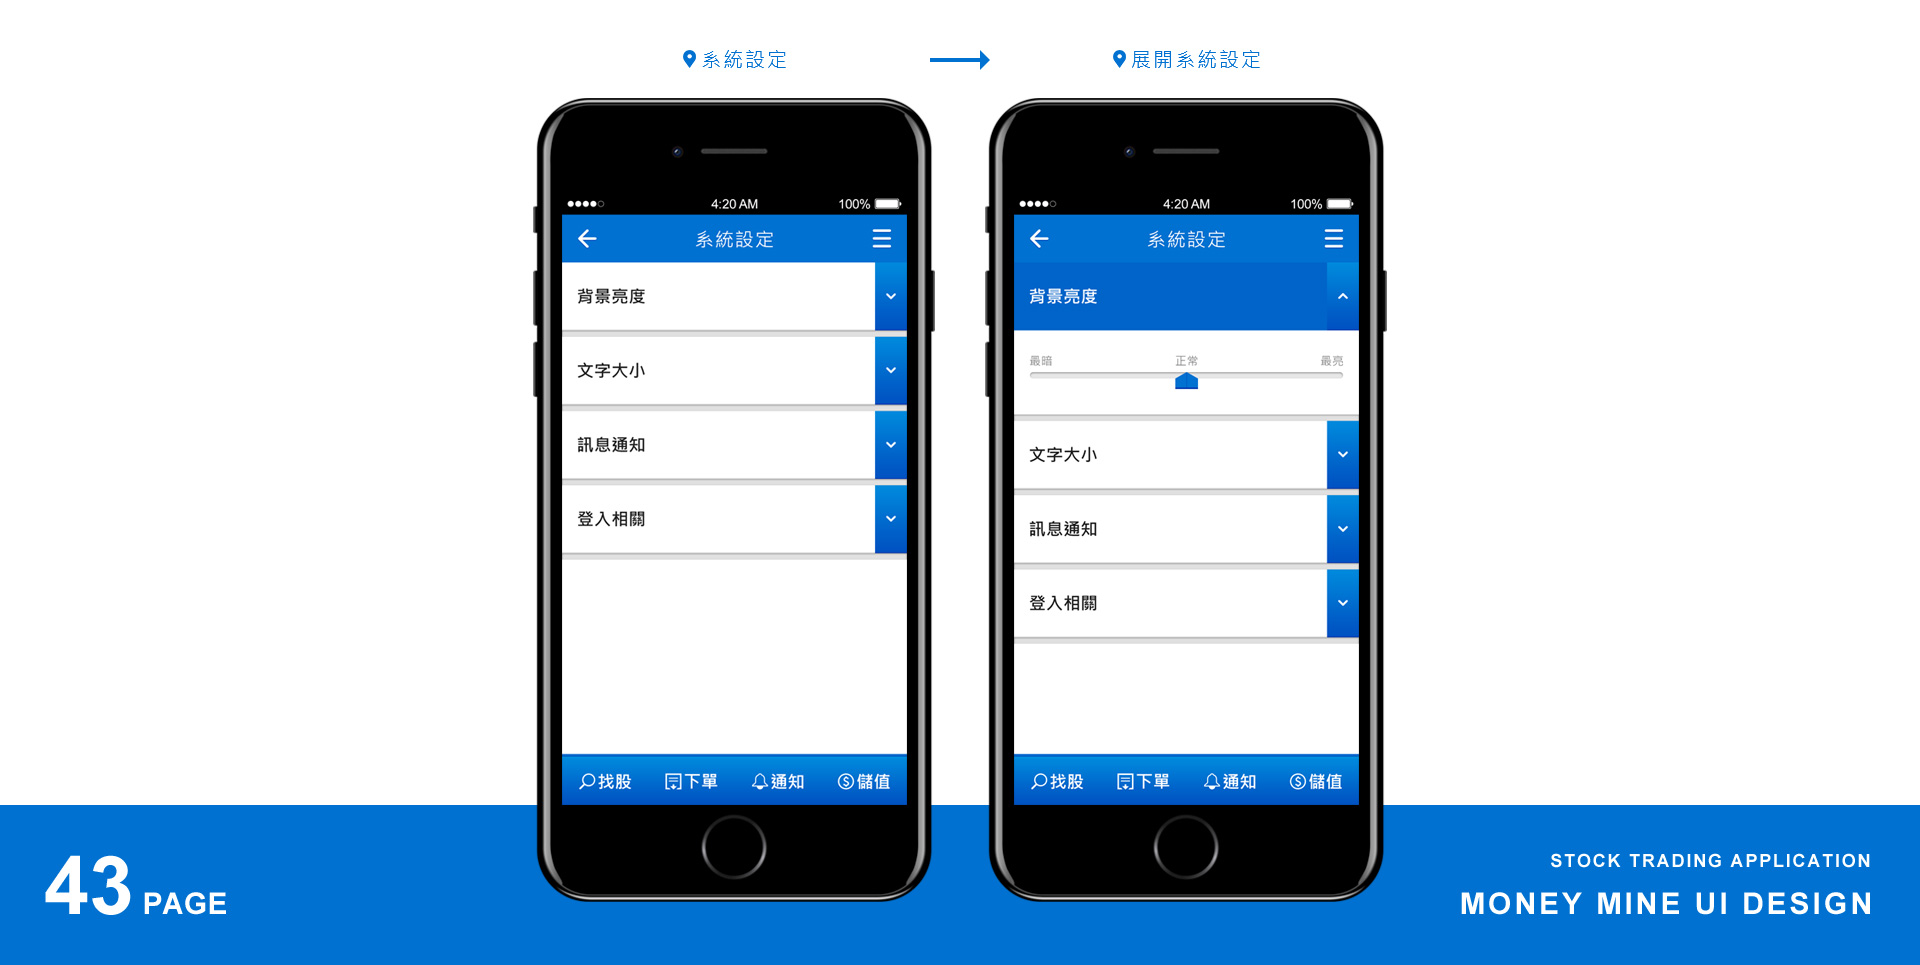 系統設定
展開系統設定
4:20 AM
100%
系統設定
背景亮度
文字大小
訊息通知
登入相關
找股
下單
通知
儲值
4:20 AM
100%
系統設定
背景亮度
最暗
正常
最亮
文字大小
訊息通知
登入相關
找股
下單
通知
儲值
43 PAGE
STOCK TRADING APPLICATION
MONEY MINE UI DESIGN